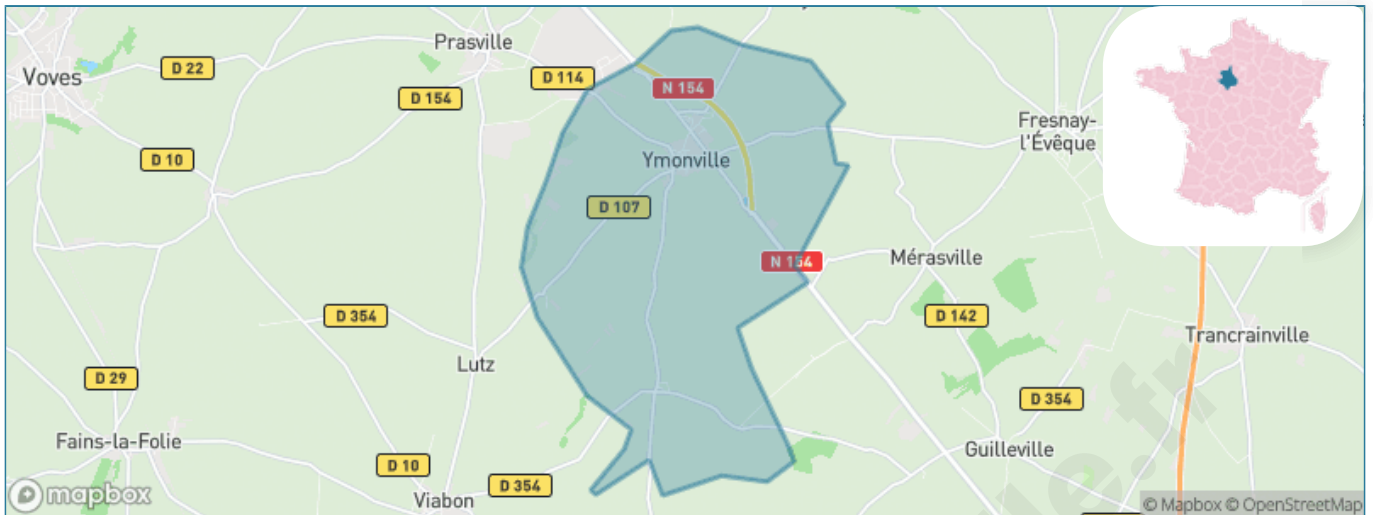 Prasville
Voves
D 22
D 114
N 154
D 154
Fresnay-
l'Évêque
D 10
Ymonville
D 107
N 154
Mérasville
D 354
D 142
Trancrainville
Lutz
D 29
D 354
Fains-la-Folie
Guilleville
D 10
D 354
Viabon
mapbox
© Mapbox © OpenStreetMap